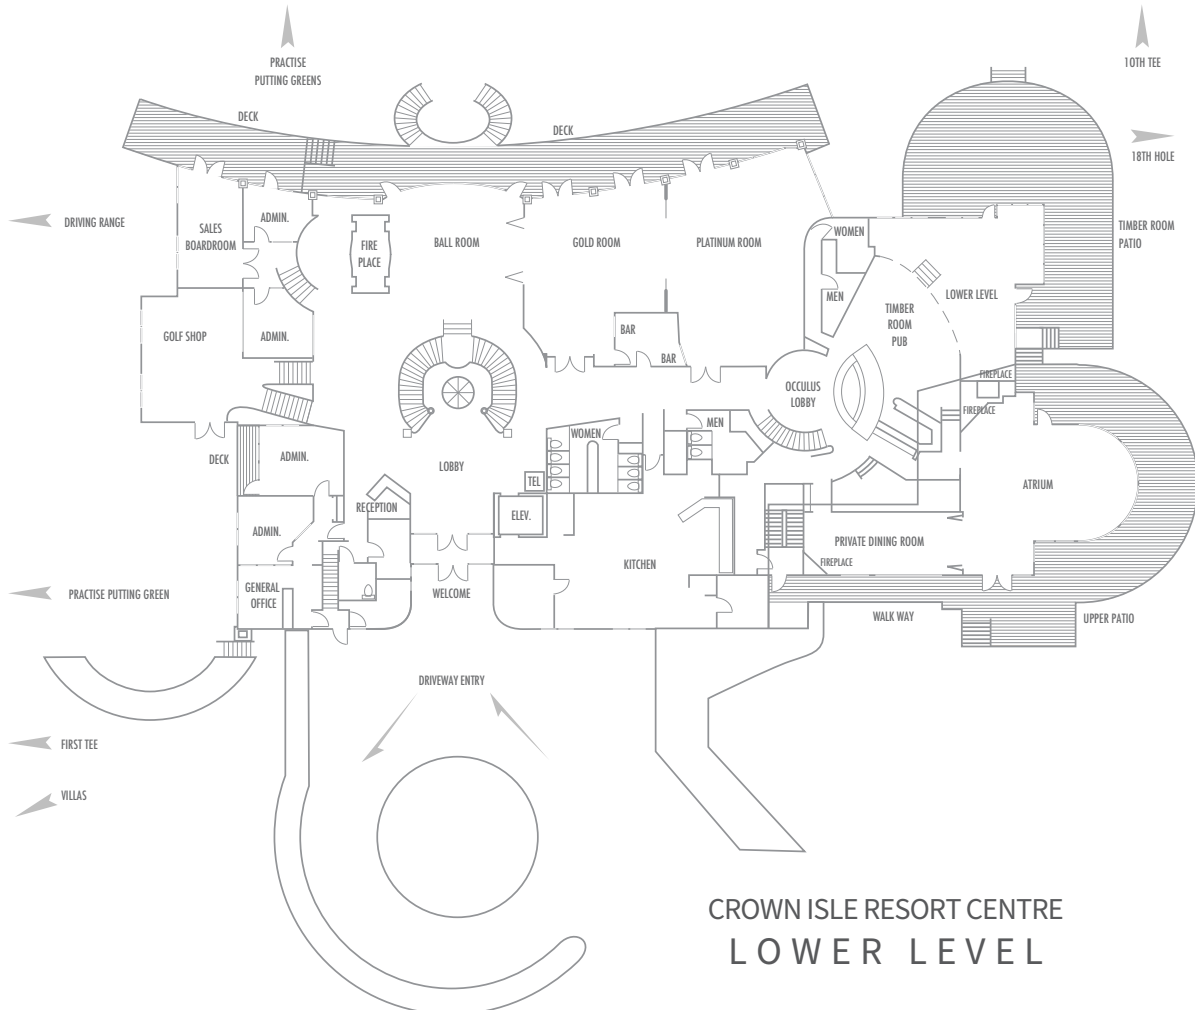 PRACTISE
PUTTING GREENS
10TH TEE
DECK
DECK
18TH HOLE
DRIVING RANGE
SALES
BOARDROOM
ADMIN.
FIRE
PLACE
BALL ROOM
GOLD ROOM
PLATINUM ROOM
WOMEN
TIMBER ROOM
PATIO
MEN
LOWER LEVEL
TIMBER
ROOM
PUB
GOLF SHOP
ADMIN.
BAR
BAR
OCCULUS
LOBBY
FIREPLACE
FIREPLACE
WOMEN
MEN
DECK
ADMIN.
LOBBY
TEL
ATRIUM
RECEPTION
ELEV.
ADMIN.
PRIVATE DINING ROOM
FIREPLACE
KITCHEN
GENERAL
OFFICE
PRACTISE PUTTING GREEN
WELCOME
WALK WAY
UPPER PATIO
DRIVEWAY ENTRY
FIRST TEE
VILLAS
CROWN ISLE RESORT CENTRE
LOWER LEVEL